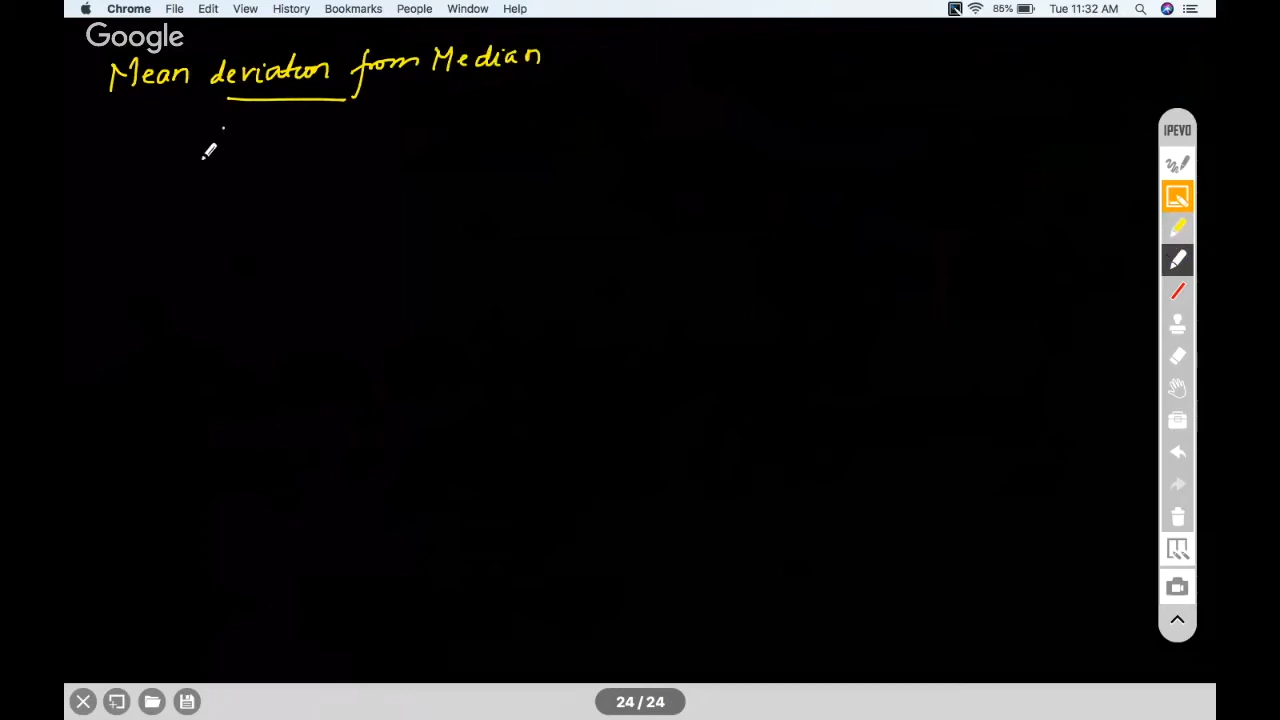 Chrome File Edit View History Bookmarks People Window Help 85% Tue 11:32 AM
Google
Mean deviation from Median
IPEVO
24 / 24